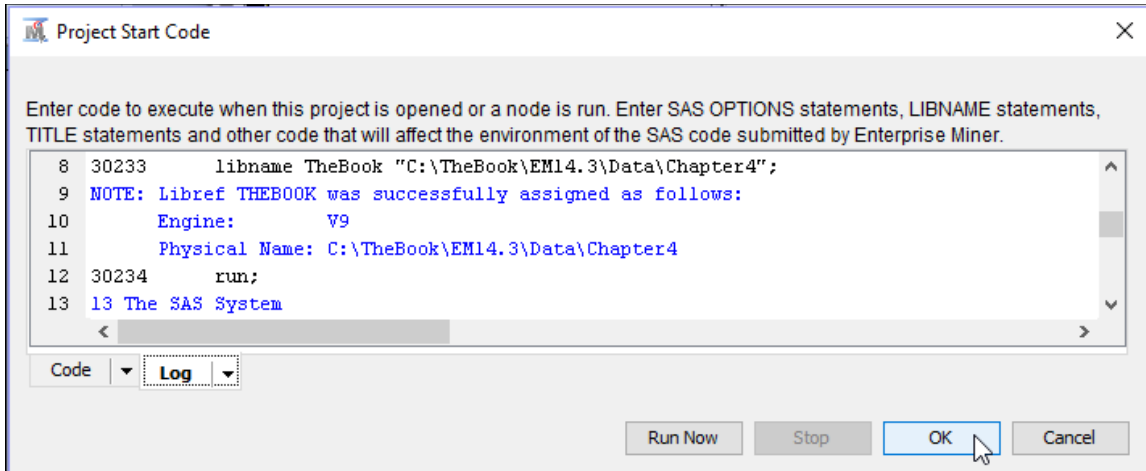 Project Start Code
Enter code to execute when this project is opened or a node is run. Enter SAS OPTIONS statements, LIBNAME statements,
TITLE statements and other code that will affect the environment of the SAS code submitted by Enterprise Miner.
8 30233 libname TheBook "C:\TheBook\EM14.3\Data\Chapter4";
9 NOTE: Libref THEBOOK was successfully assigned as follows:
10 Engine: V9
11 Physical Name: C:\TheBook\EM14.3\Data\Chapter4
12 30234 run;
13 13 The SAS System
Code Log
Run Now Stop OK Cancel